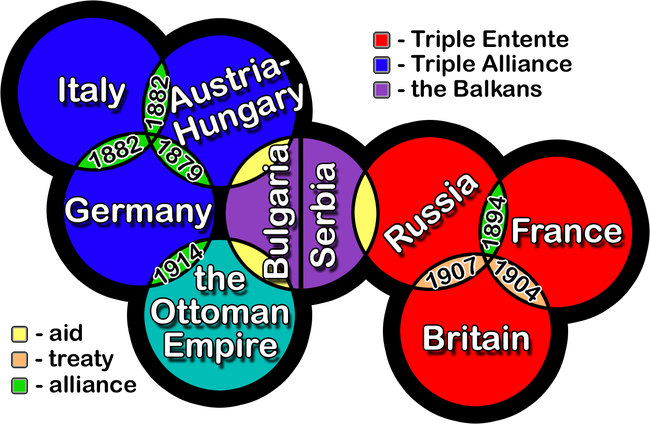 - Triple Entente
- Triple Alliance
- the Balkans
Italy
1882
Austria-
Hungary
1882
1879
Germany
Bulgaria
Serbia
Russia
1894
France
1914
the
Ottoman
Empire
1907
1904
Britain
- aid
- treaty
- alliance